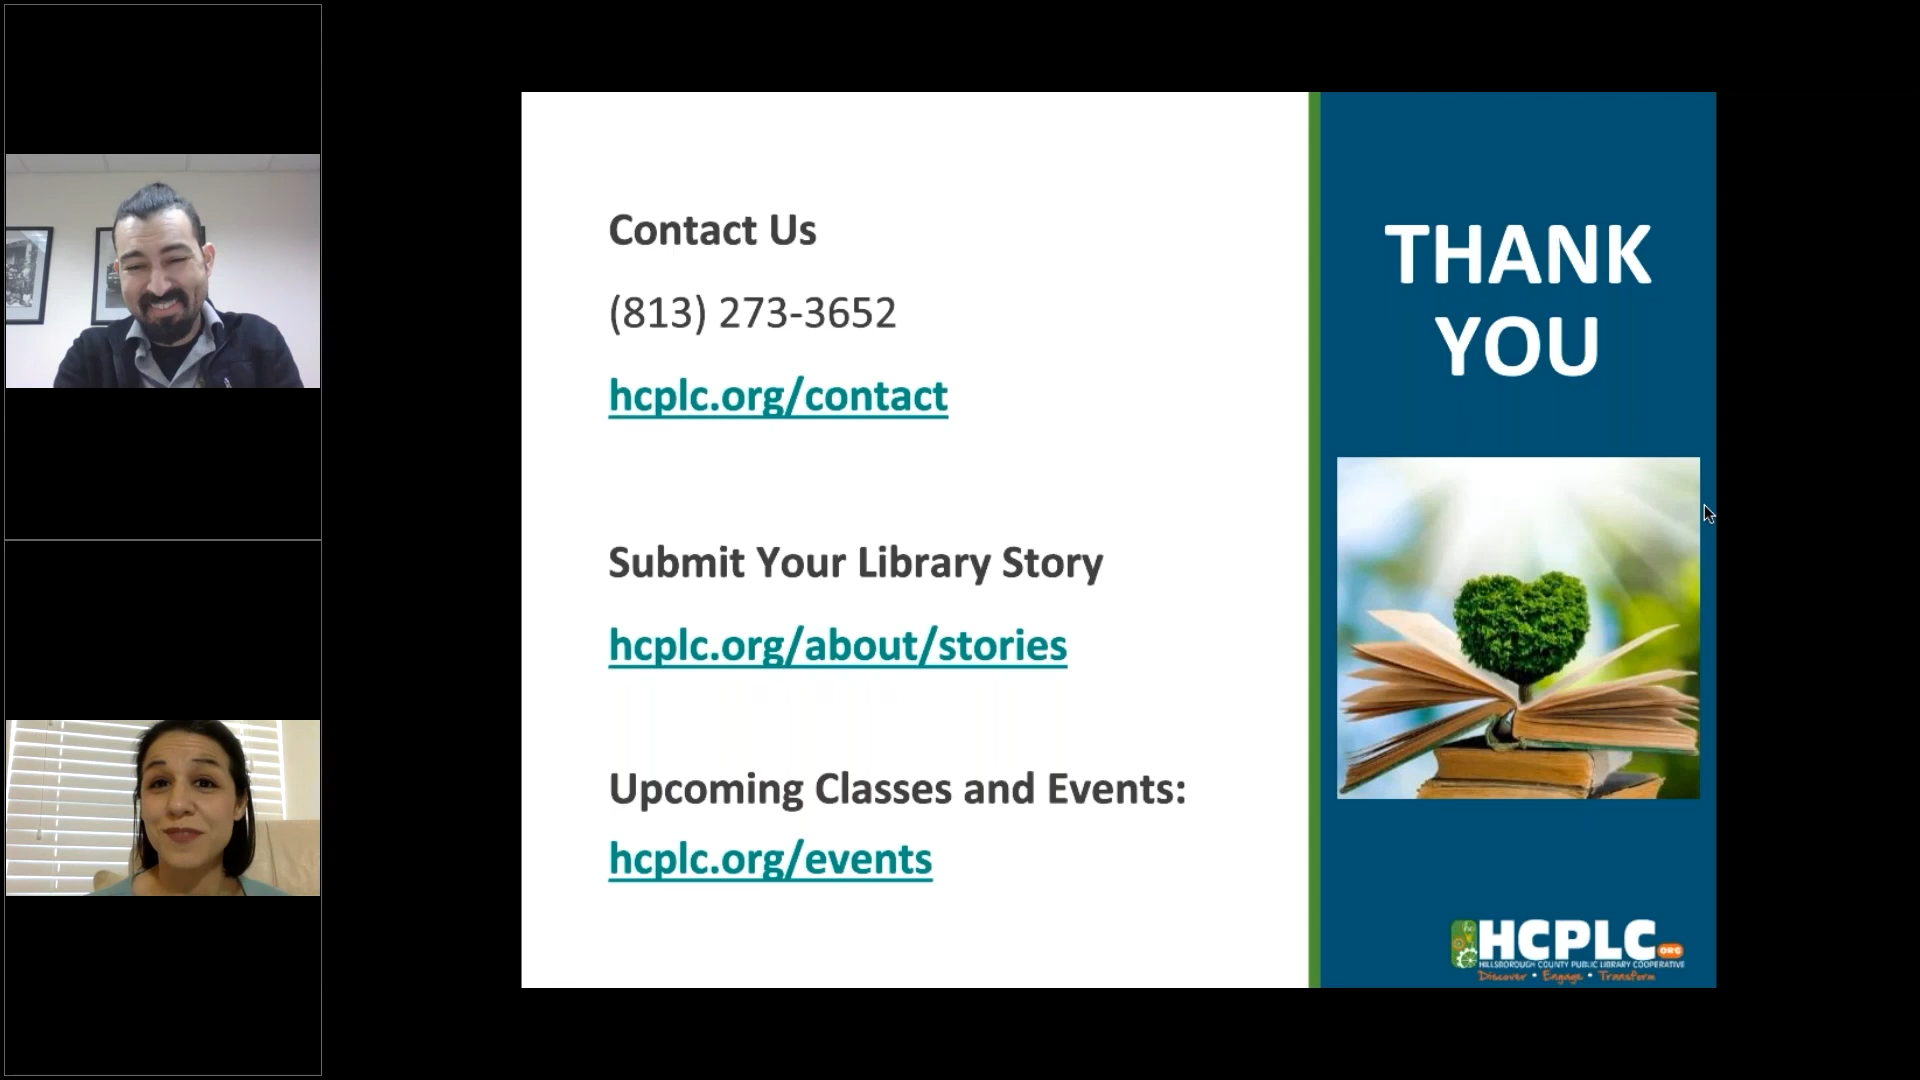 Contact Us
(813) 273-3652
hcplc.org/contact
Submit Your Library Story
hcplc.org/about/stories
Upcoming Classes and Events:
hcplc.org/events
THANK
YOU
HCPLC.ORG
HILLSBOROUGH COUNTY PUBLIC LIBRARY COOPERATIVE
Discover • Engage • Transform